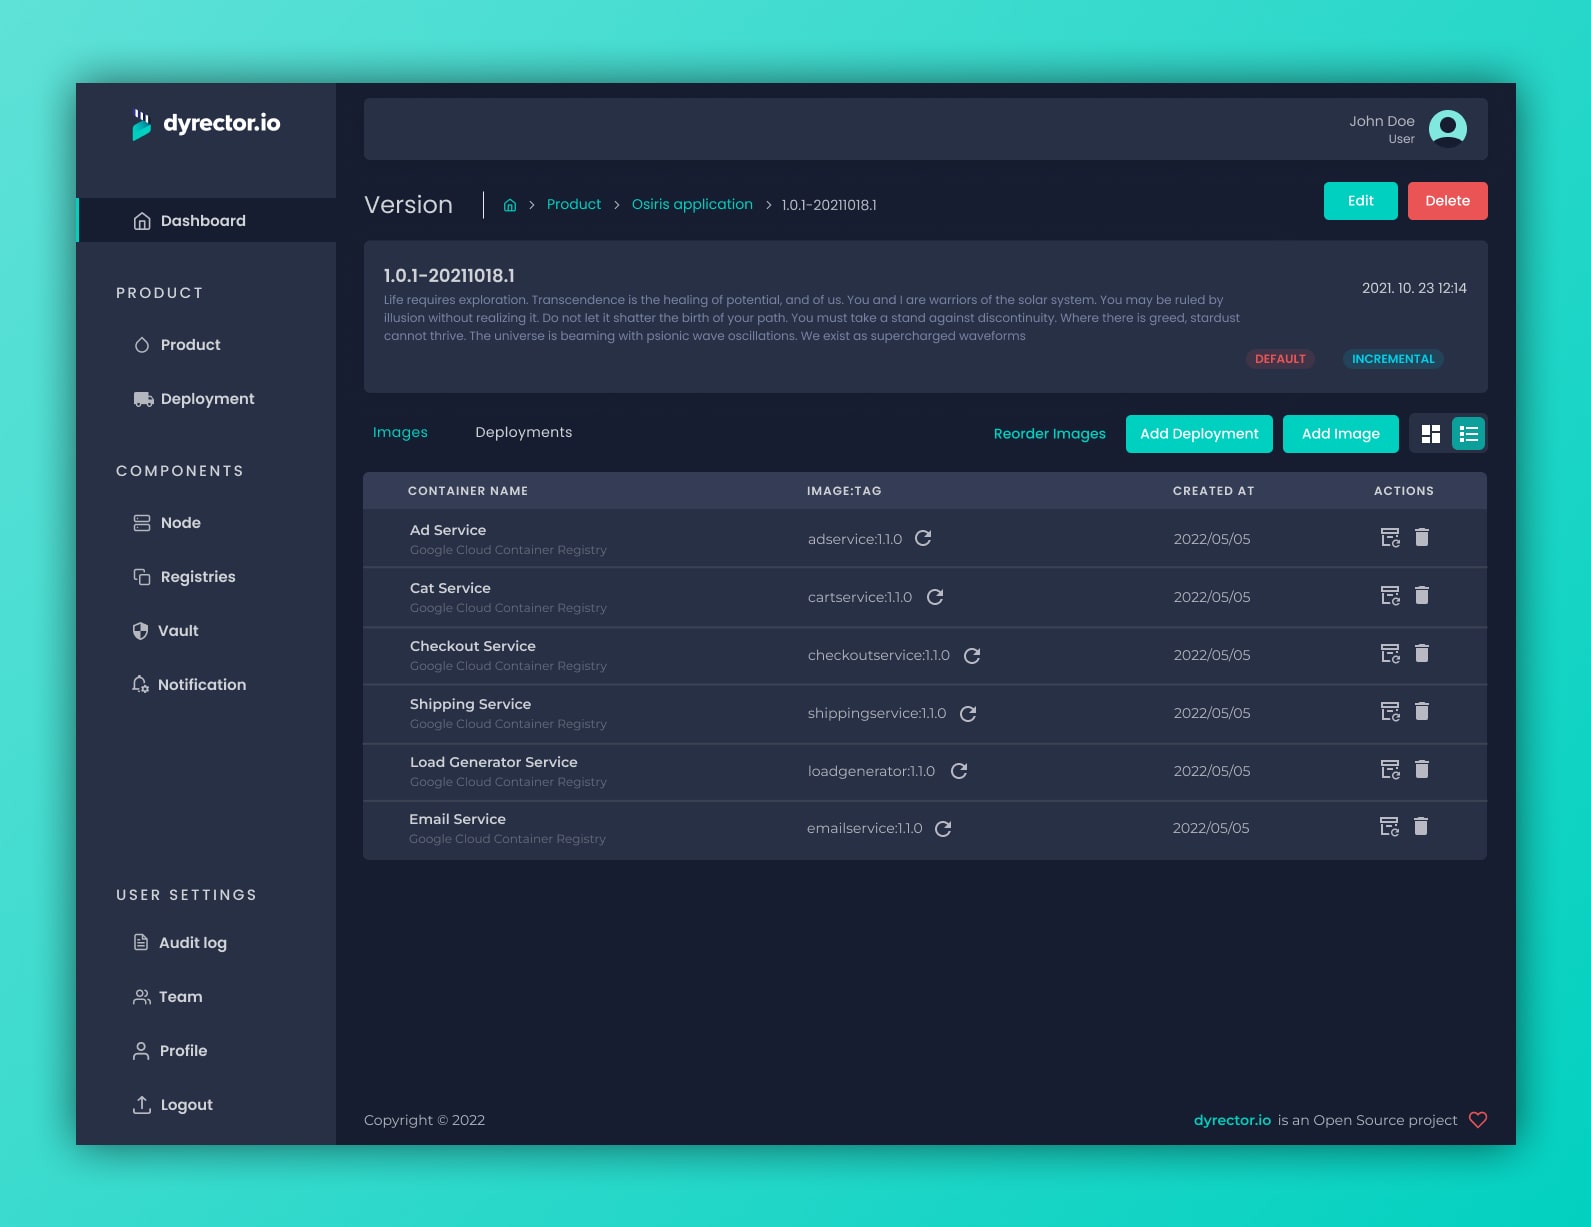 dyrector.io
John Doe
User
Dashboard
PRODUCT
Product
Deployment
COMPONENTS
Node
Registries
Vault
Notification
USER SETTINGS
Audit log
Team
Profile
Logout
Version
Product > Osiris application > 1.0.1-20211018.1
Edit
Delete
1.0.1-20211018.1
Life requires exploration. Transcendence is the healing of potential, and of us. You and I are warriors of the solar system. You may be ruled by
illusion without realizing it. Do not let it shatter the birth of your path. You must take a stand against discontinuity. Where there is greed, stardust
cannot thrive. The universe is beaming with psionic wave oscillations. We exist as supercharged waveforms
2021. 10. 23 12:14
DEFAULT
INCREMENTAL
Images
Deployments
Reorder Images
Add Deployment
Add Image
CONTAINER NAME IMAGE:TAG CREATED AT ACTIONS
Ad Service
Google Cloud Container Registry
adservice:1.1.0
2022/05/05
Cat Service
Google Cloud Container Registry
cartservice:1.1.0
2022/05/05
Checkout Service
Google Cloud Container Registry
checkoutservice:1.1.0
2022/05/05
Shipping Service
Google Cloud Container Registry
shippingservice:1.1.0
2022/05/05
Load Generator Service
Google Cloud Container Registry
loadgenerator:1.1.0
2022/05/05
Email Service
Google Cloud Container Registry
emailservice:1.1.0
2022/05/05
Copyright © 2022
dyrector.io is an Open Source project